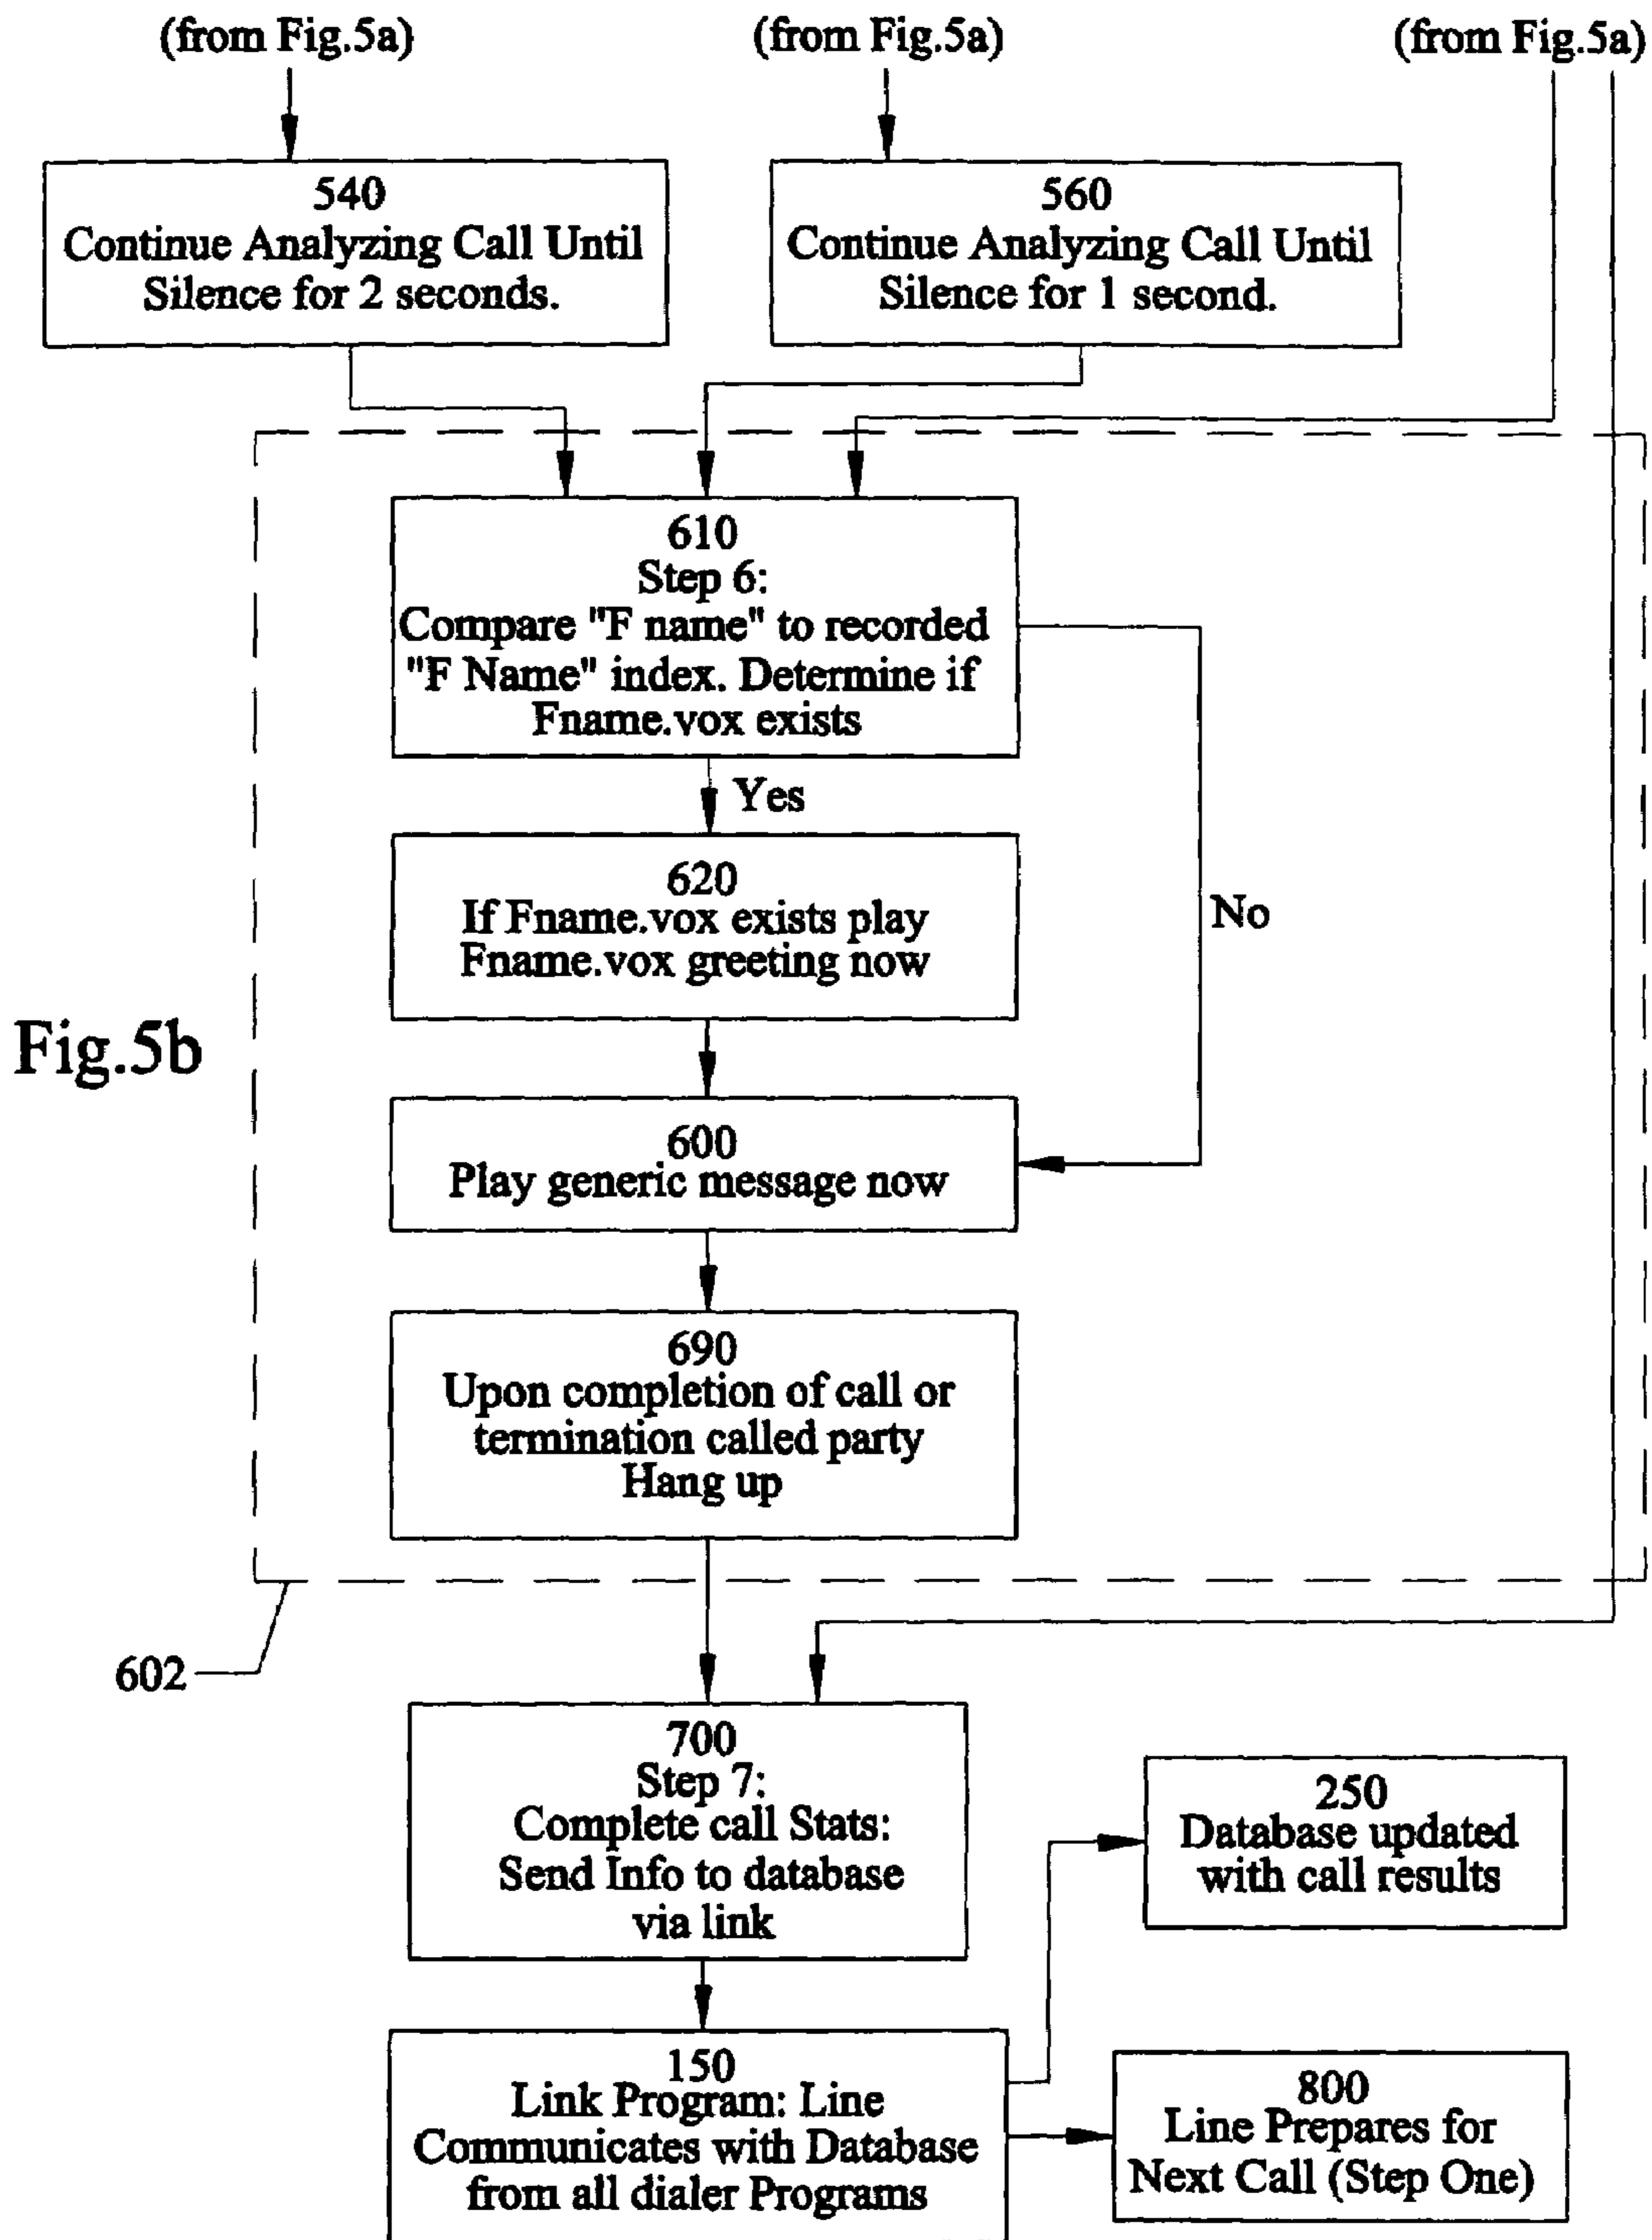 (from Fig.5a)
(from Fig.5a)
(from Fig.5a)
540
Continue Analyzing Call Until
Silence for 2 seconds.
560
Continue Analyzing Call Until
Silence for 1 second.
610
Step 6:
Compare "F name" to recorded
"F Name" index. Determine if
Fname.vox exists
Yes
620
If Fname.vox exists play
Fname.vox greeting now
No
Fig.5b
600
Play generic message now
690
Upon completion of call or
termination called party
Hang up
602
700
Step 7:
Complete call Stats:
Send Info to database
via link
250
Database updated
with call results
150
Link Program: Line
Communicates with Database
from all dialer Programs
800
Line Prepares for
Next Call (Step One)